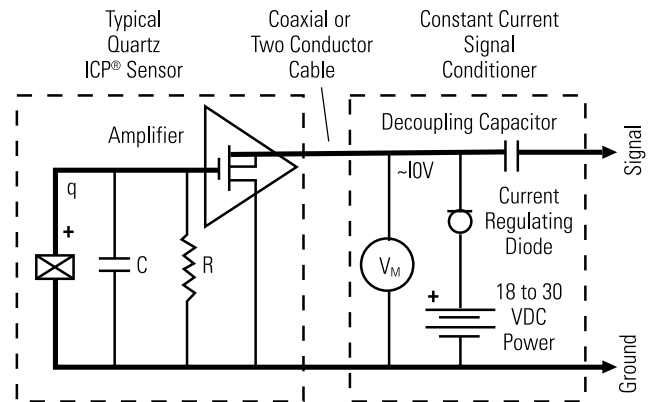 Typical
Quartz
ICP® Sensor
Coaxial or
Two Conductor
Cable
Constant Current
Signal
Conditioner
Amplifier
Decoupling Capacitor
Signal
q
~10V
+
C
R
V_M
Current
Regulating
Diode
+
18 to 30
VDC
Power
Ground